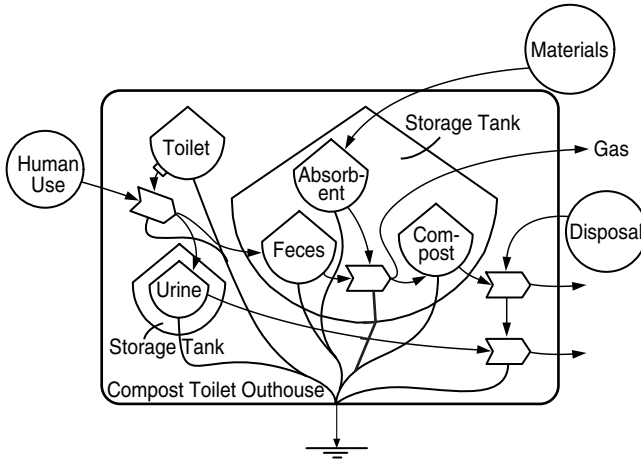 Materials
Storage Tank
Toilet
Gas
Human
Use
Absorb-
ent
Feces
Com-
post
Disposal
Urine
Storage Tank
Compost Toilet Outhouse